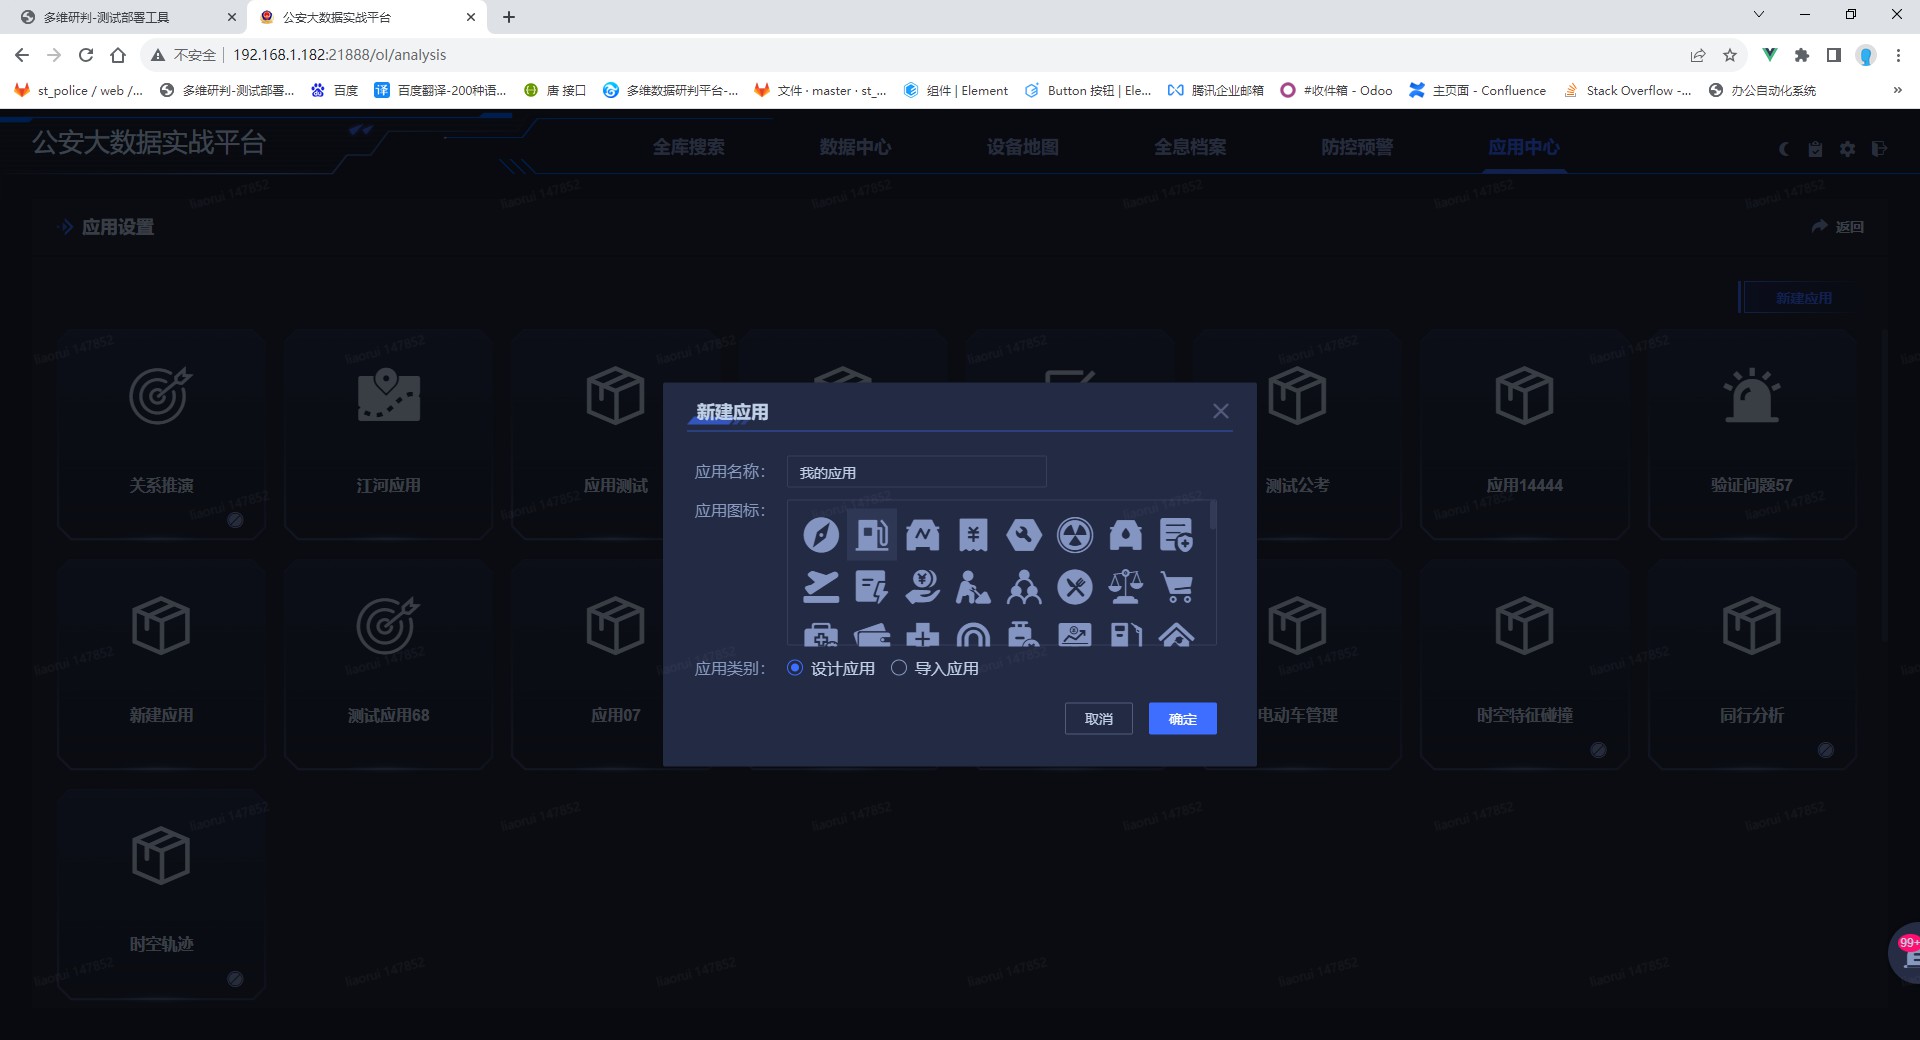 多维研判-测试部署工具
公安大数据实战平台
不安全
192.168.1.182:21888/ol/analysis
st_police / web /...
多维研判-测试部署...
百度
译
百度翻译-200种语...
唐 接口
多维数据研判平台-...
文件 · master · st_...
组件 | Element
Button 按钮 | Ele...
腾讯企业邮箱
#收件箱 - Odoo
主页面 - Confluence
Stack Overflow -...
办公自动化系统
»
公安大数据实战平台
全库搜索
数据中心
设备地图
全息档案
防控预警
应用中心
应用设置
返回
新建应用
关系推演
江河应用
应用测试
测试公考
应用14444
验证问题57
新建应用
应用名称:
我的应用
应用图标:
应用类别:
设计应用
导入应用
取消
确定
新建应用
测试应用68
应用07
电动车管理
时空特征碰撞
同行分析
时空轨迹
99+
liaorui 147852